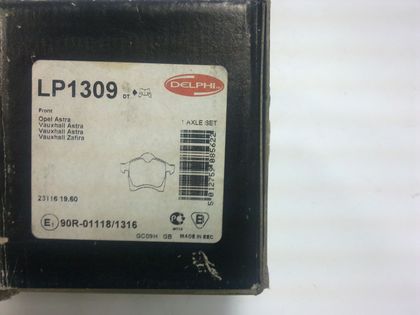 LP1309 DT
DELPHI
Front
Opel Astra
Vauxhall Astra
Vauxhall Astra
Vauxhall Zafira
1 AXLE SET
23116 19.60
E1 90R-01118/1316
GC09H GB MADE IN EEC